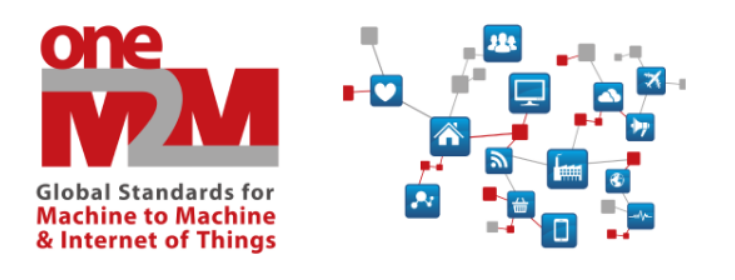 one
M2M
Global Standards for
Machine to Machine
& Internet of Things